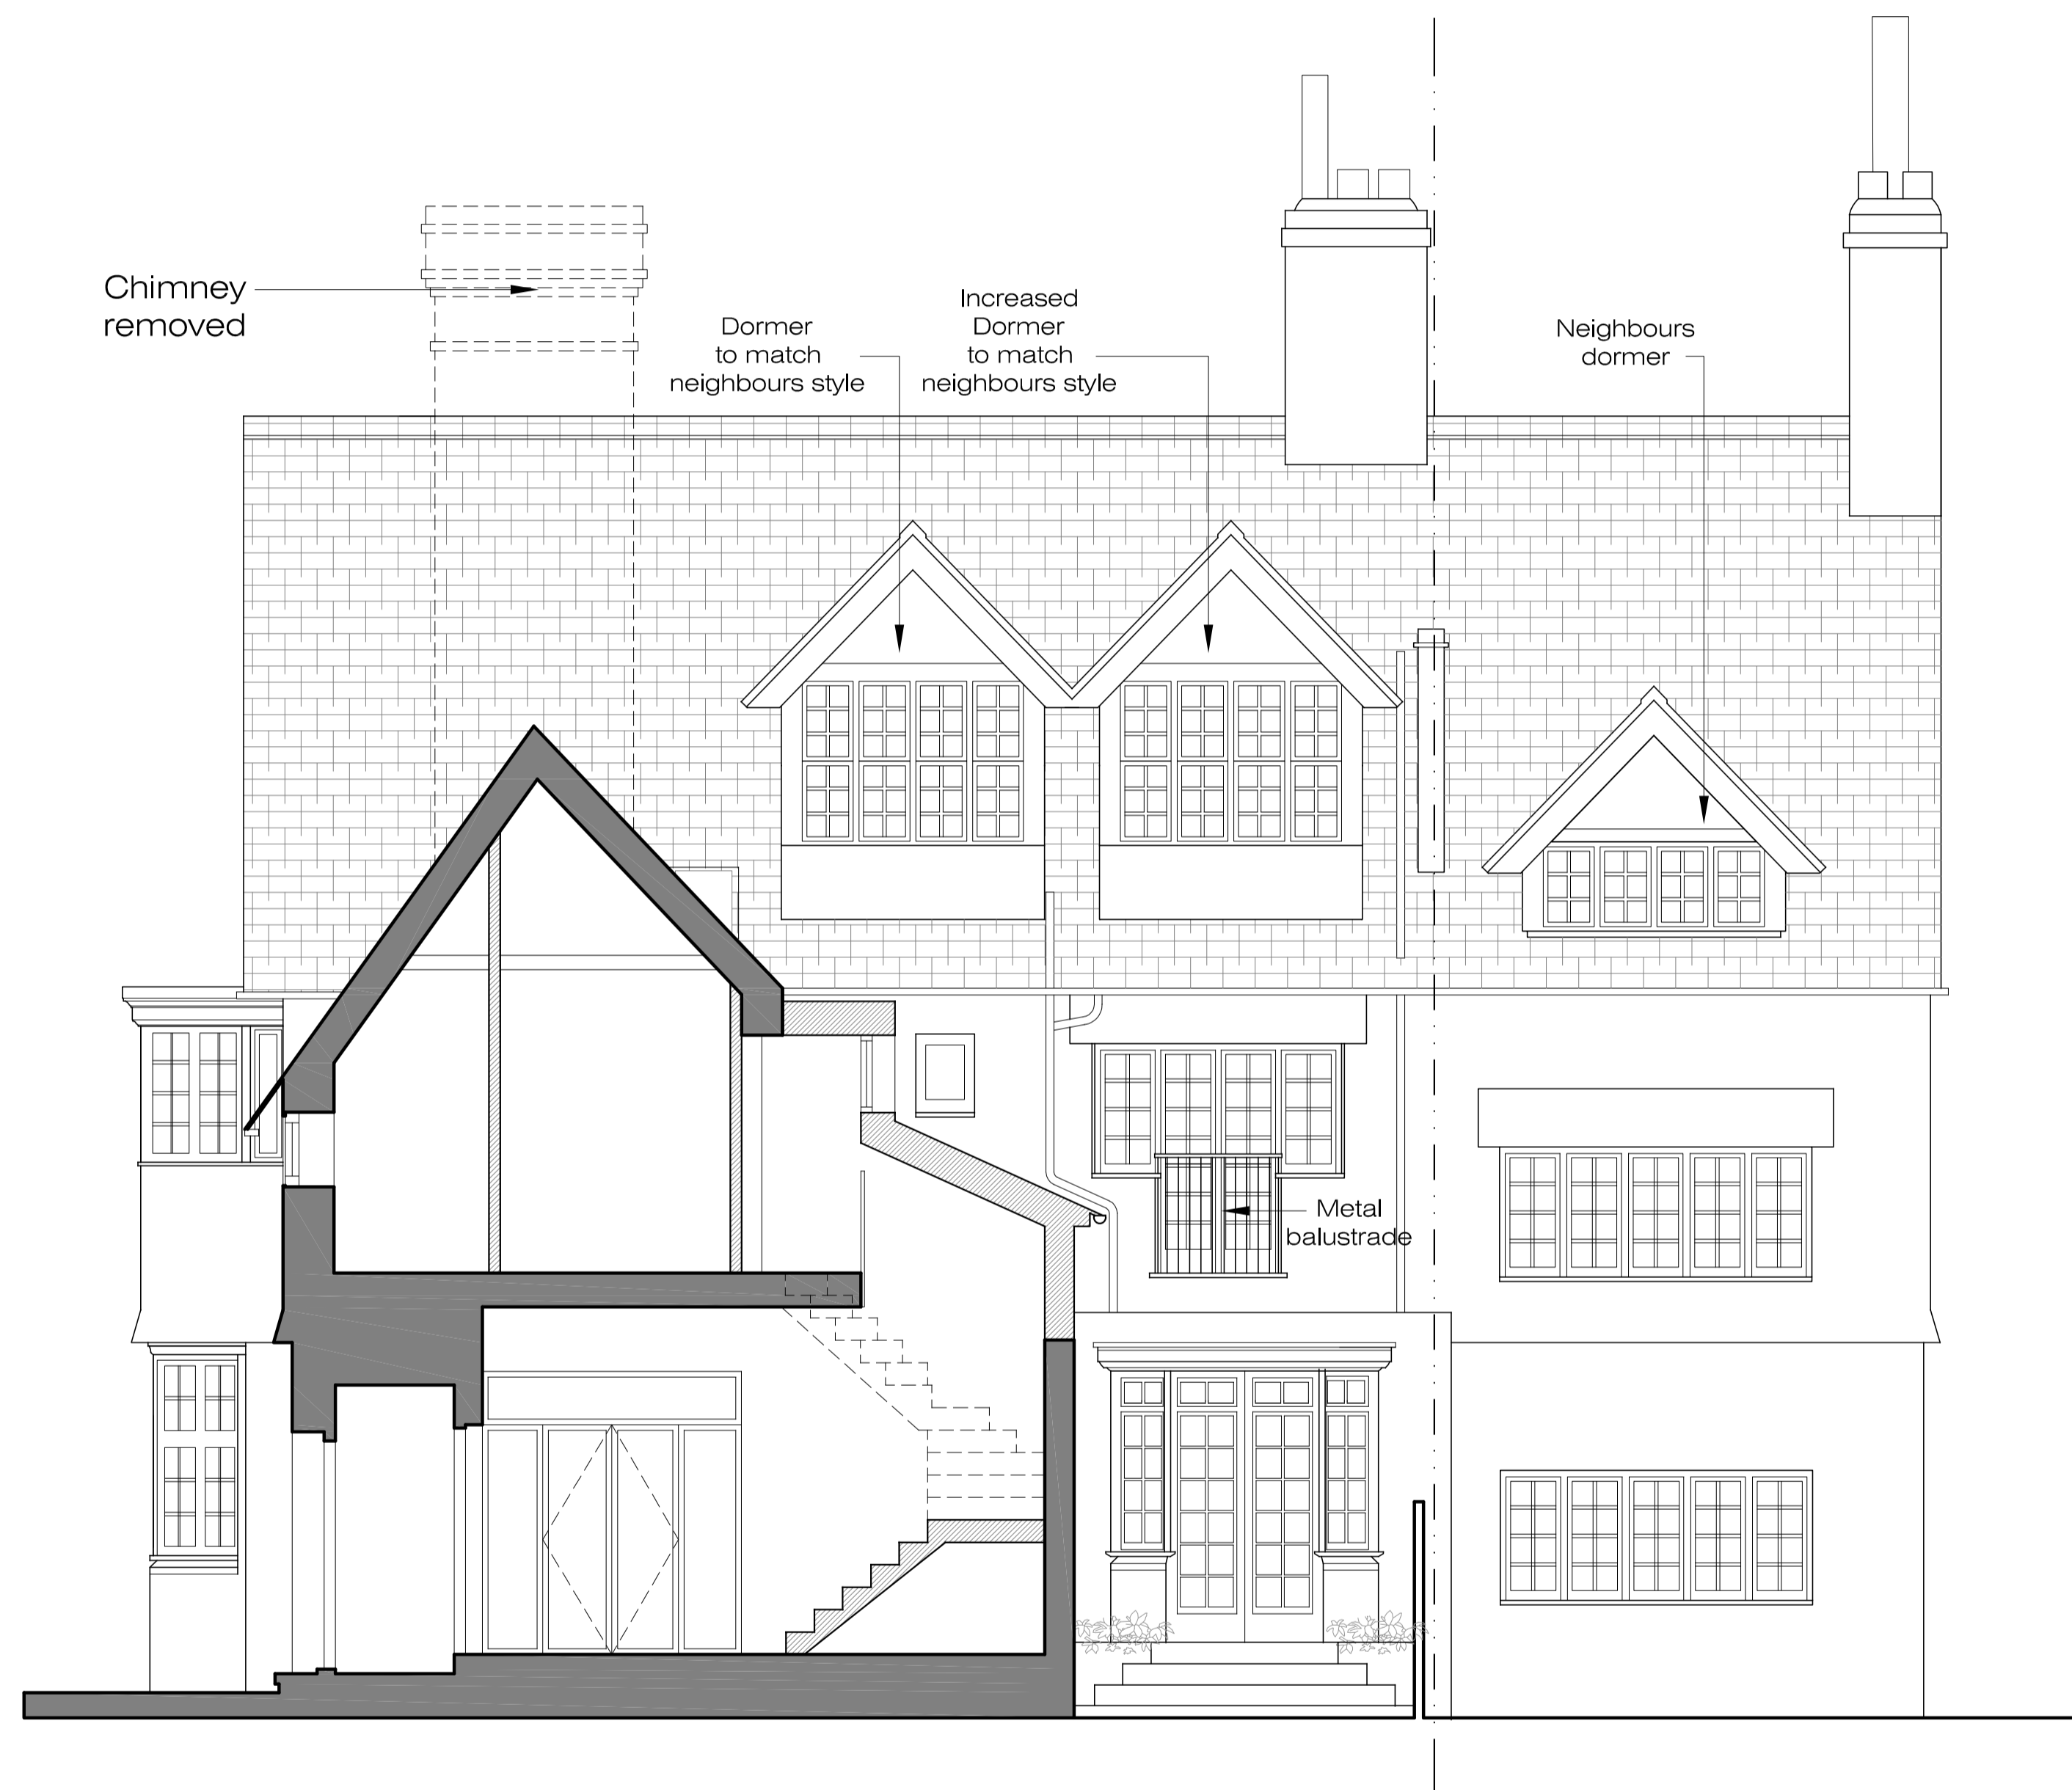 Chimney
removed
Dormer
to match
neighbours style
Increased
Dormer
to match
neighbours style
Neighbours
dormer
Metal
balustrade